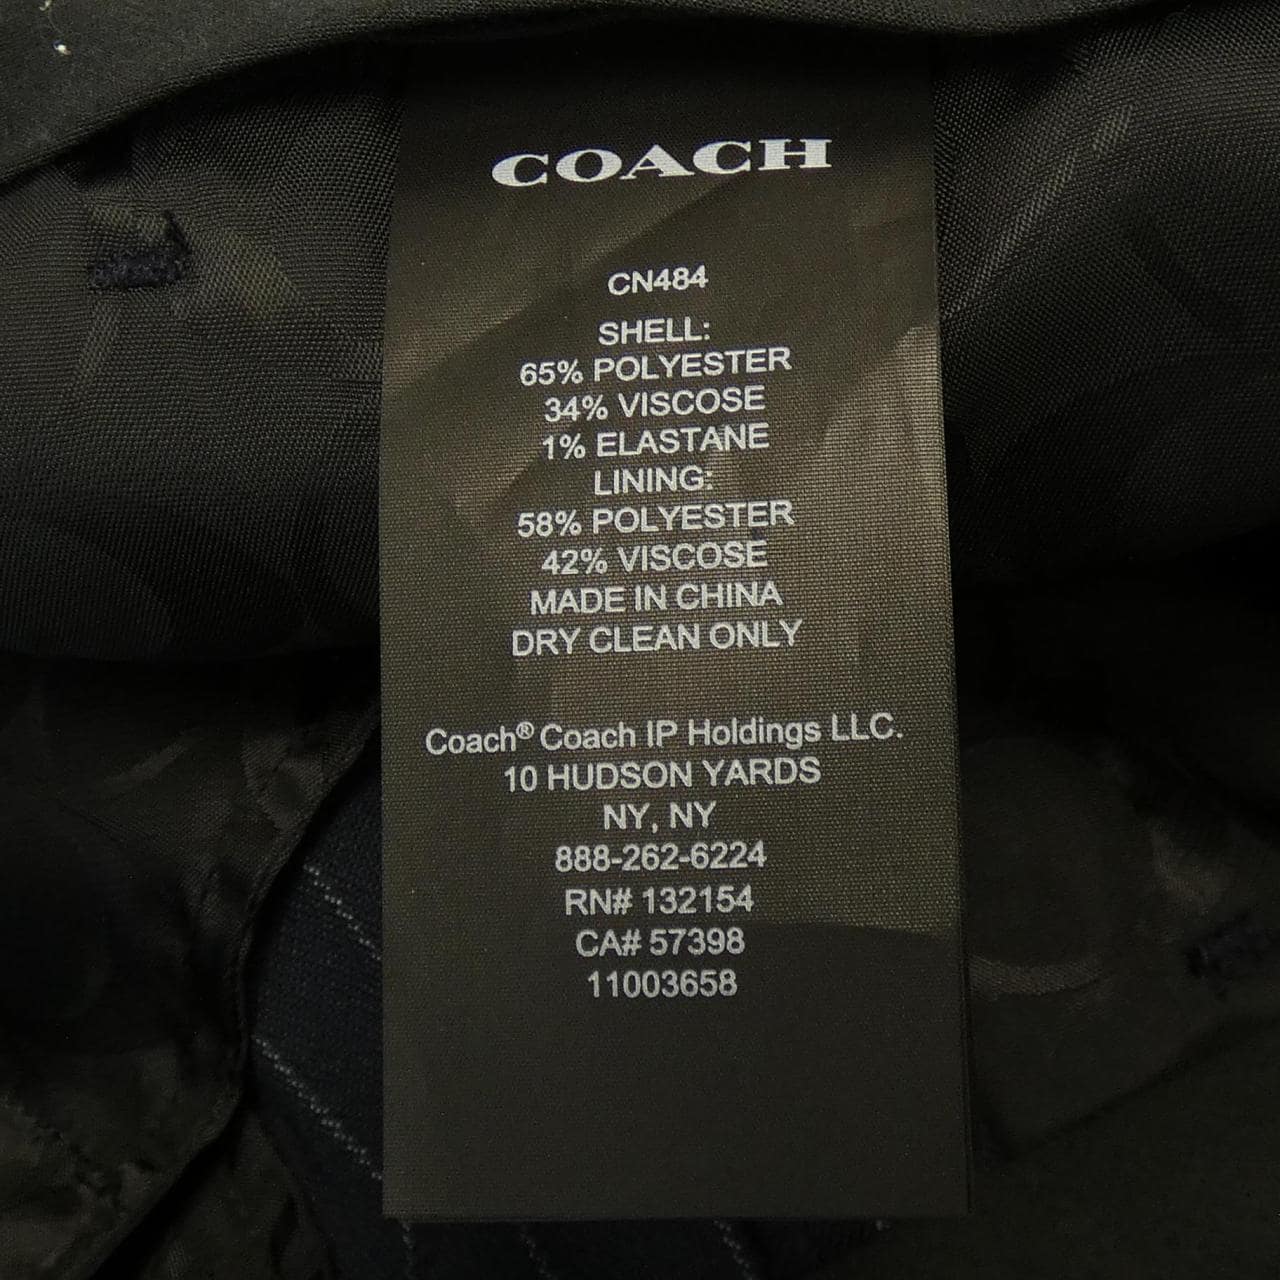 COACH
CN484
SHELL:
65% POLYESTER
34% VISCOSE
1% ELASTANE
LINING:
58% POLYESTER
42% VISCOSE
MADE IN CHINA
DRY CLEAN ONLY
Coach® Coach IP Holdings LLC.
10 HUDSON YARDS
NY, NY
888-262-6224
RN# 132154
CA# 57398
11003658